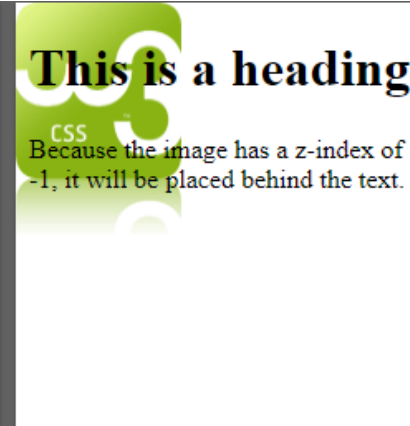 This is a heading
CSS
Because the image has a z-index of
-1, it will be placed behind the text.